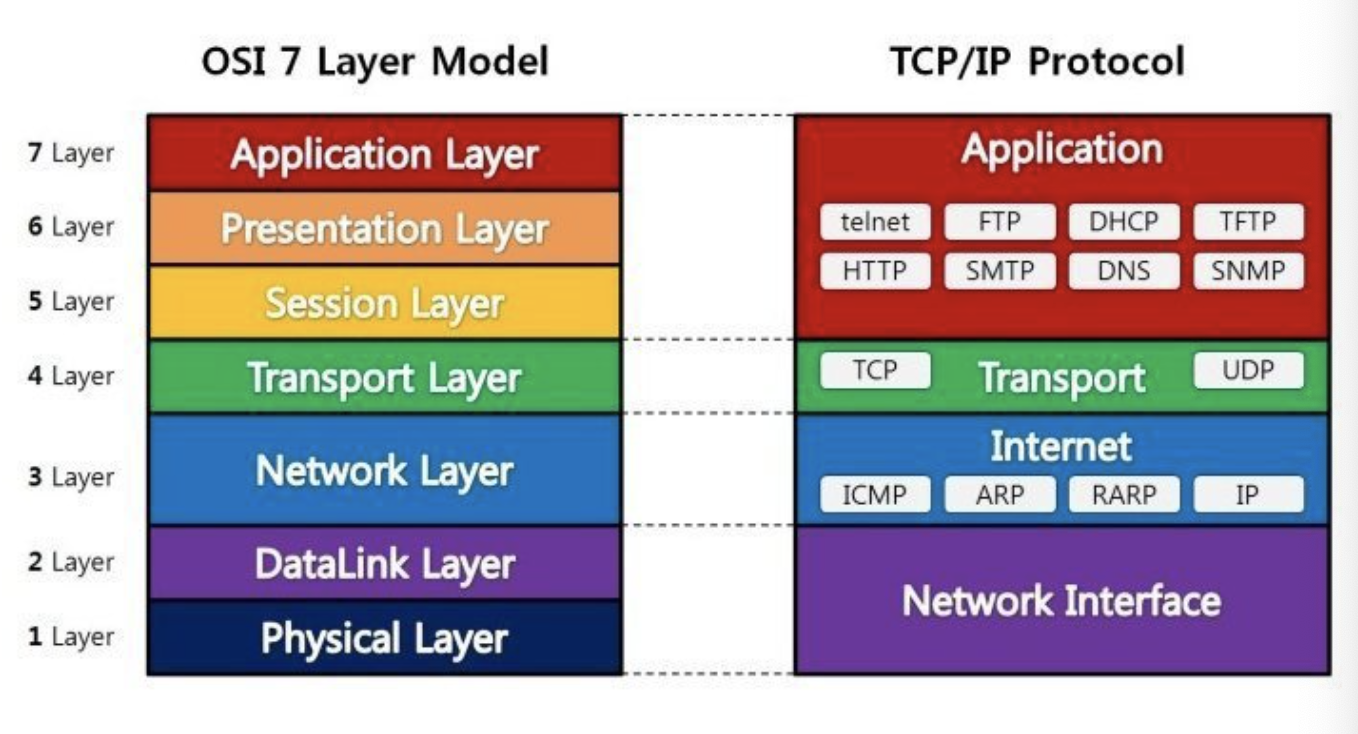 OSI 7 Layer Model
TCP/IP Protocol
7 Layer
Application Layer
6 Layer
Presentation Layer
5 Layer
Session Layer
4 Layer
Transport Layer
3 Layer
Network Layer
2 Layer
DataLink Layer
1 Layer
Physical Layer
Application
telnet FTP DHCP TFTP
HTTP SMTP DNS SNMP
TCP Transport UDP
Internet
ICMP ARP RARP IP
Network Interface